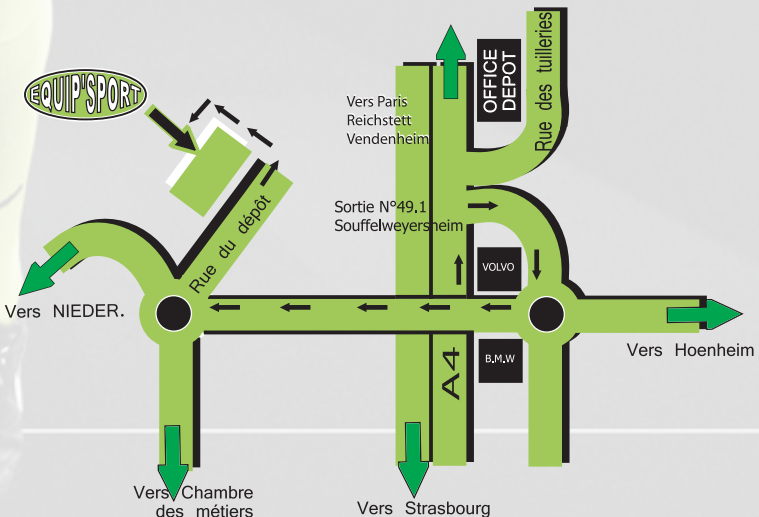 EQUIP'SPORT
Vers Paris
Reichstett
Vendenheim
OFFICE
DEPOT
Rue des tuilleries
Rue du dépôt
Sortie N°49.1
Souffelweyersheim
VOLVO
Vers NIEDER.
B.M.W
A4
Vers Hoenheim
Vers Chambre
des métiers
Vers Strasbourg